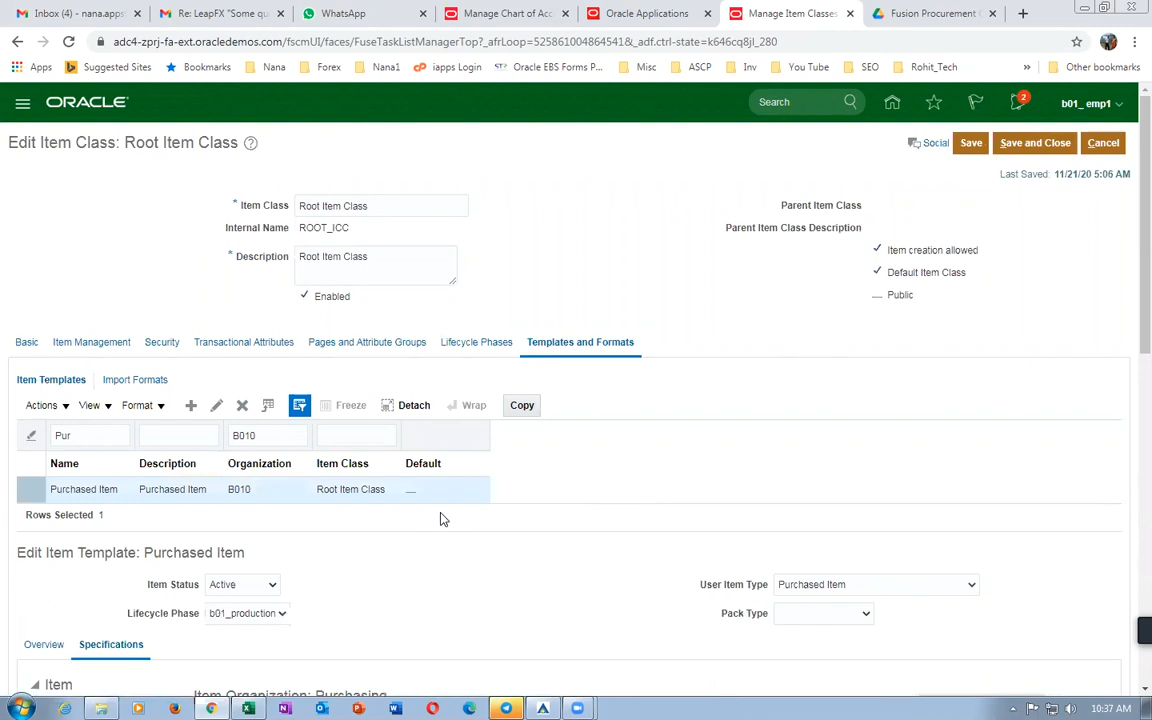 Inbox (4) - nana.apps
Re: LeapFX "Some qu
WhatsApp
Manage Chart of Acc
Oracle Applications
Manage Item Classes
Fusion Procurement
adc4-zprj-fa-ext.oracledemos.com/fscmUI/faces/FuseTaskListManagerTop?_afrLoop=525861004864541&_adf.ctrl-state=k646cq8jl_280
Apps
Suggested Sites
Bookmarks
Nana
Forex
Nana1
iapps Login
Oracle EBS Forms P...
Misc
ASCP
Inv
You Tube
SEO
Rohit_Tech
»
Other bookmarks
ORACLE
Search
2
b01_ emp1
Edit Item Class: Root Item Class
Social
Save
Save and Close
Cancel
Last Saved: 11/21/20 5:06 AM
* Item Class Root Item Class
Internal Name ROOT_ICC
* Description Root Item Class
Enabled
Parent Item Class
Parent Item Class Description
Item creation allowed
Default Item Class
Public
Basic
Item Management
Security
Transactional Attributes
Pages and Attribute Groups
Lifecycle Phases
Templates and Formats
Item Templates
Import Formats
Actions
View
Format
Freeze
Detach
Wrap
Copy
Pur
B010
Name Description Organization Item Class Default
Purchased Item Purchased Item B010 Root Item Class
Rows Selected 1
Edit Item Template: Purchased Item
Item Status Active
Lifecycle Phase b01_production
User Item Type Purchased Item
Pack Type
Overview
Specifications
Item
Item Organization: Purchasing
10:37 AM